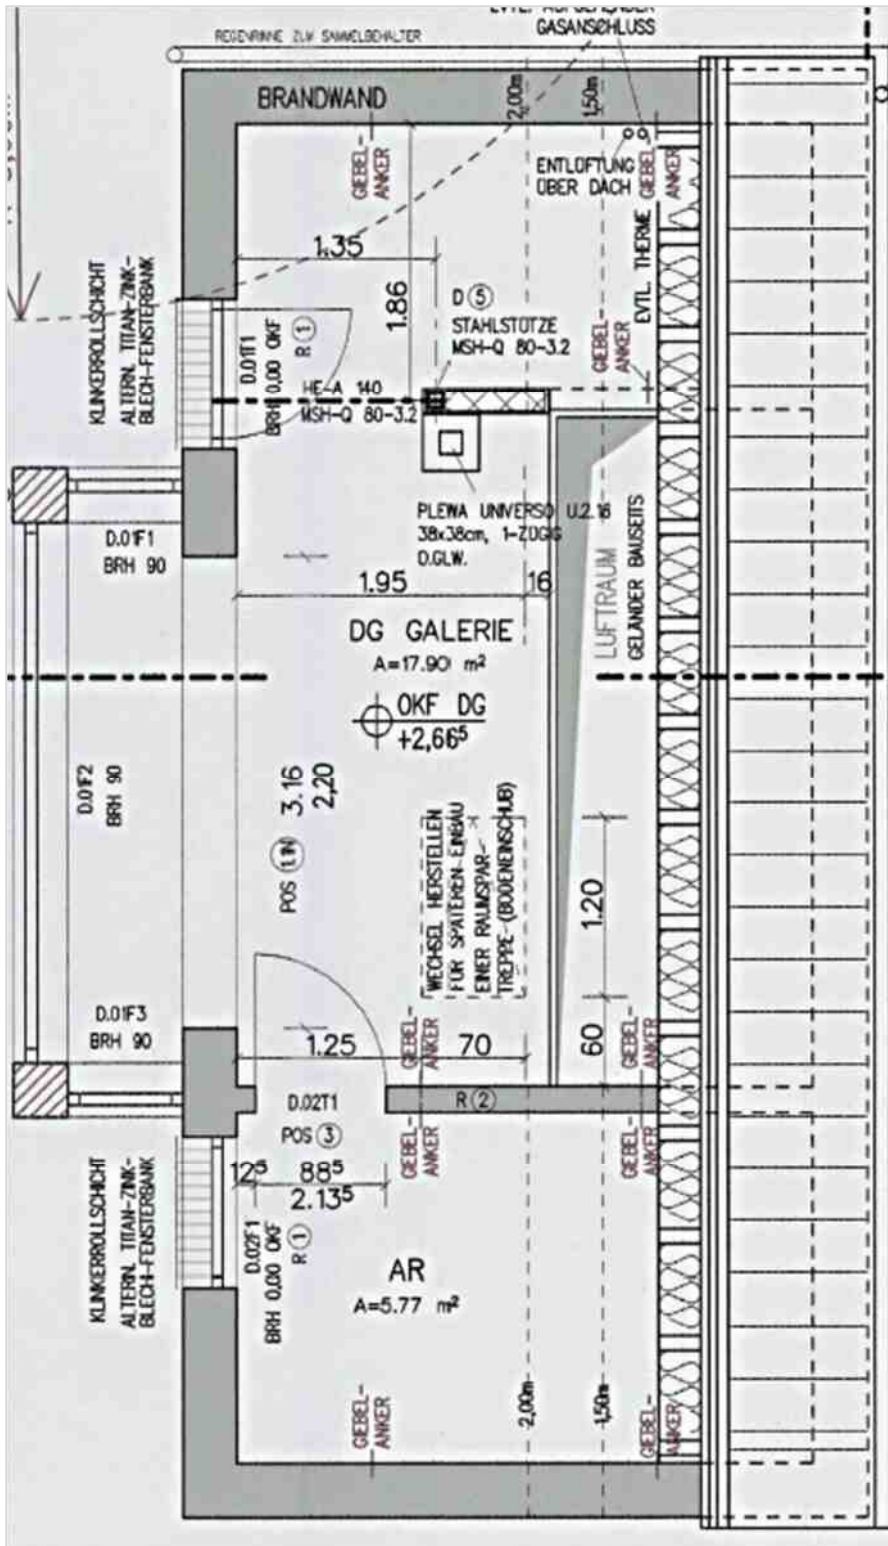 GASANSCHLUSS
REGENRINNE ZUM SAMMELBEHÄLTER
BRANDWAND
2,00m
1,50m
GIEBEL-
ANKER
ENTLÜFTUNG
ÜBER DACH
GIEBEL-
ANKER
1.35
1.86
EVTL. THERME
KLINKERROLLSCHICHT
ALTERN. TITAN-ZINK-
BLECH-FENSTERBANK
D.01T1
BRH 0,00 OKF
R 1
D 5
STAHLSTÜTZE
MSH-Q 80-3.2
GIEBEL-
ANKER
HE-A 140
MSH-Q 80-3.2
PLEWA UNIVERSO U.2.16
38x38cm, 1-ZÜGIG
D.GLW.
D.01F1
BRH 90
1.95
16
LUFTRAUM
GELÄNDER BAUSEITS
DG GALERIE
A=17.90 m²
OKF DG
+2,66⁵
D.01F2
BRH 90
3.16
2,20
POS 1.1N
WECHSEL HERSTELLEN
FÜR SPÄTEREN EINBAU
EINER RAUMSPAR-
TREPPE-(BODENEINSCHUB)
1.20
D.01F3
BRH 90
1.25
GIEBEL-
ANKER
70
60
GIEBEL-
ANKER
D.02T1
R 2
POS 3
GIEBEL-
ANKER
GIEBEL-
ANKER
12⁵
88⁵
2.13⁵
KLINKERROLLSCHICHT
ALTERN. TITAN-ZINK-
BLECH-FENSTERBANK
D.02F1
BRH 0,00 OKF
R 1
AR
A=5.77 m²
GIEBEL-
ANKER
2,00m
1,50m
GIEBEL-
ANKER